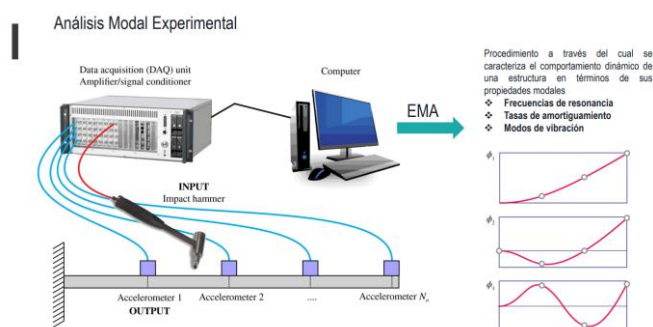 Análisis Modal Experimental
Data acquisition (DAQ) unit
Amplifier/signal conditioner
Computer
INPUT
Impact hammer
Accelerometer 1
Accelerometer 2
....
Accelerometer Nₒ
OUTPUT
EMA
Procedimiento a través del cual se
caracteriza el comportamiento dinámico de
una estructura en términos de sus
propiedades modales
❖ Frecuencias de resonancia
❖ Tasas de amortiguamiento
❖ Modos de vibración
ϕ₁
ϕ₂
ϕ₃